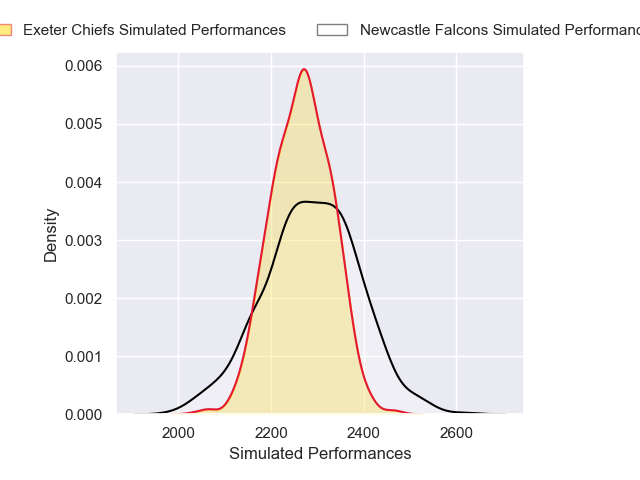 Exeter Chiefs Simulated Performances
Newcastle Falcons Simulated
0.006
0.005
0.004
0.003
0.002
0.001
0.000
Density
2000
2200
2400
2600
Simulated Performances